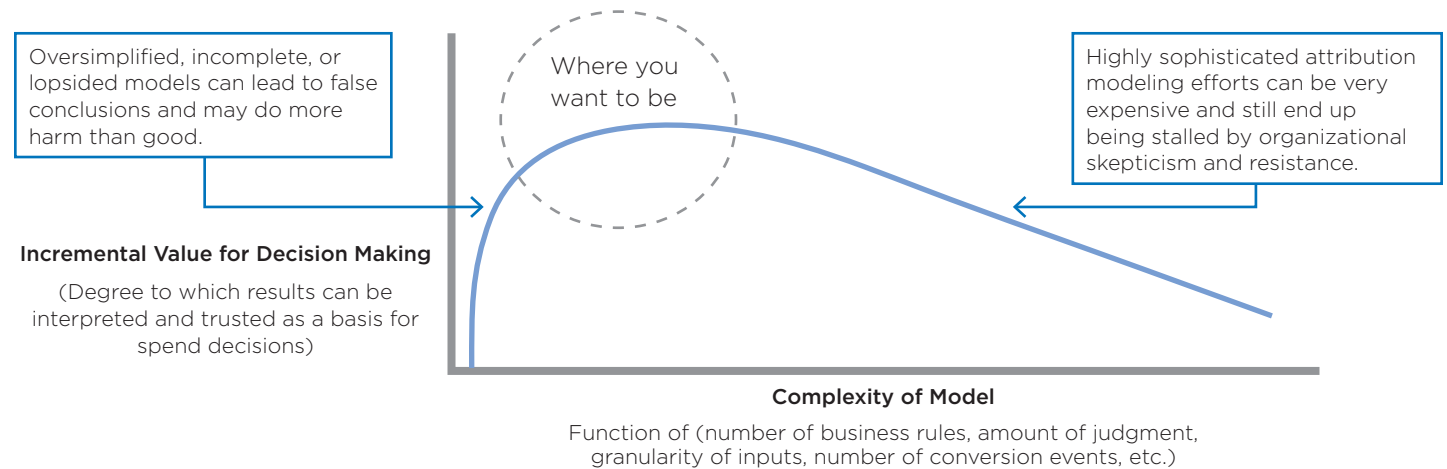 Oversimplified, incomplete, or
lopsided models can lead to false
conclusions and may do more
harm than good.
Where you
want to be
Highly sophisticated attribution
modeling efforts can be very
expensive and still end up
being stalled by organizational
skepticism and resistance.
Incremental Value for Decision Making
(Degree to which results can be
interpreted and trusted as a basis for
spend decisions)
Complexity of Model
Function of (number of business rules, amount of judgment,
granularity of inputs, number of conversion events, etc.)